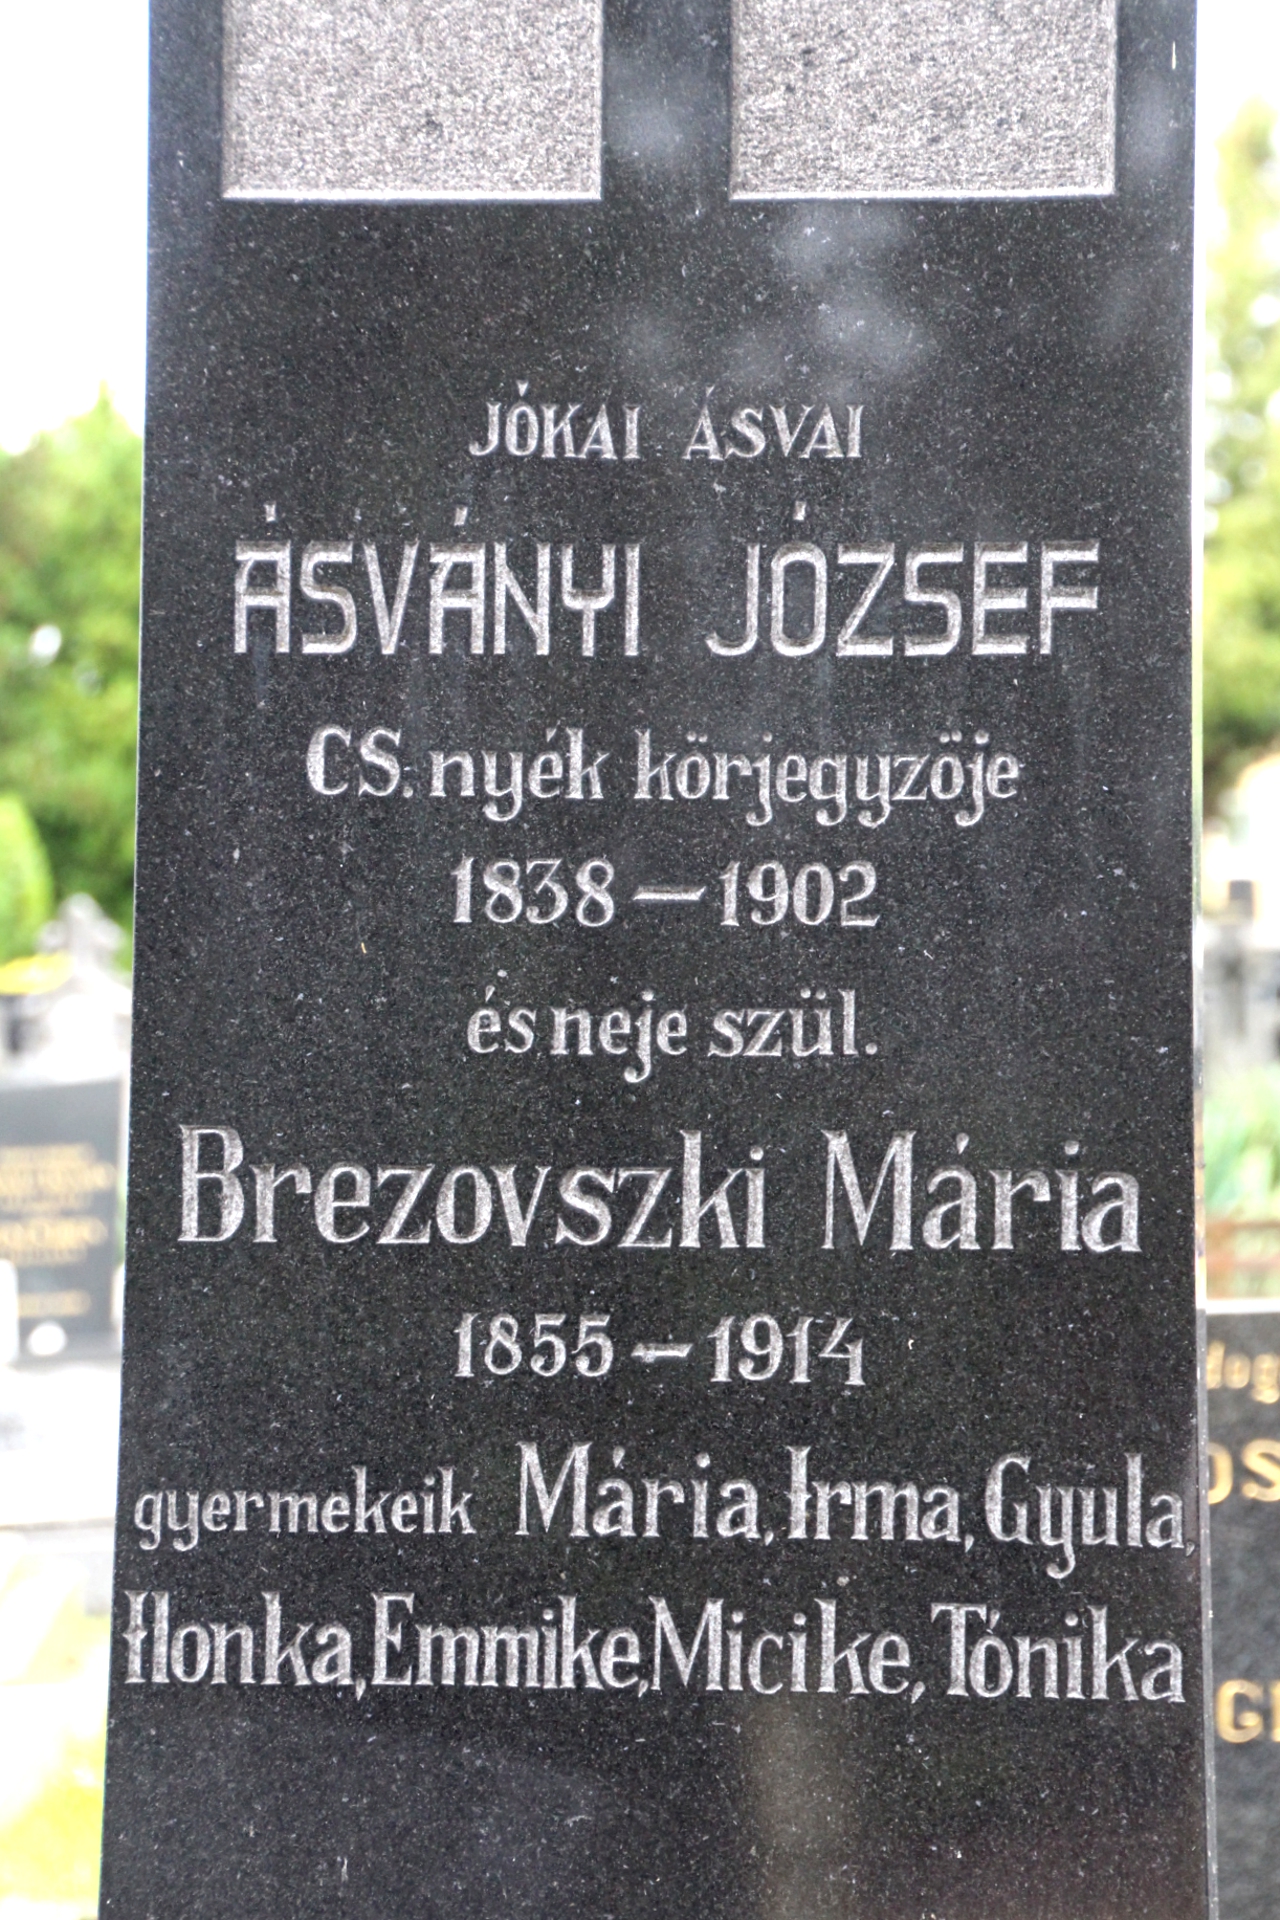 JÓKAI ÁSVAI
ÁSVÁNYI JÓZSEF
CS. nyék körjegyzöje
1838 — 1902
és neje szül.
Brezovszki Mária
1855 — 1914
gyermekeik Mária, Irma, Gyula,
Ilonka, Emmike, Micike, Tónika